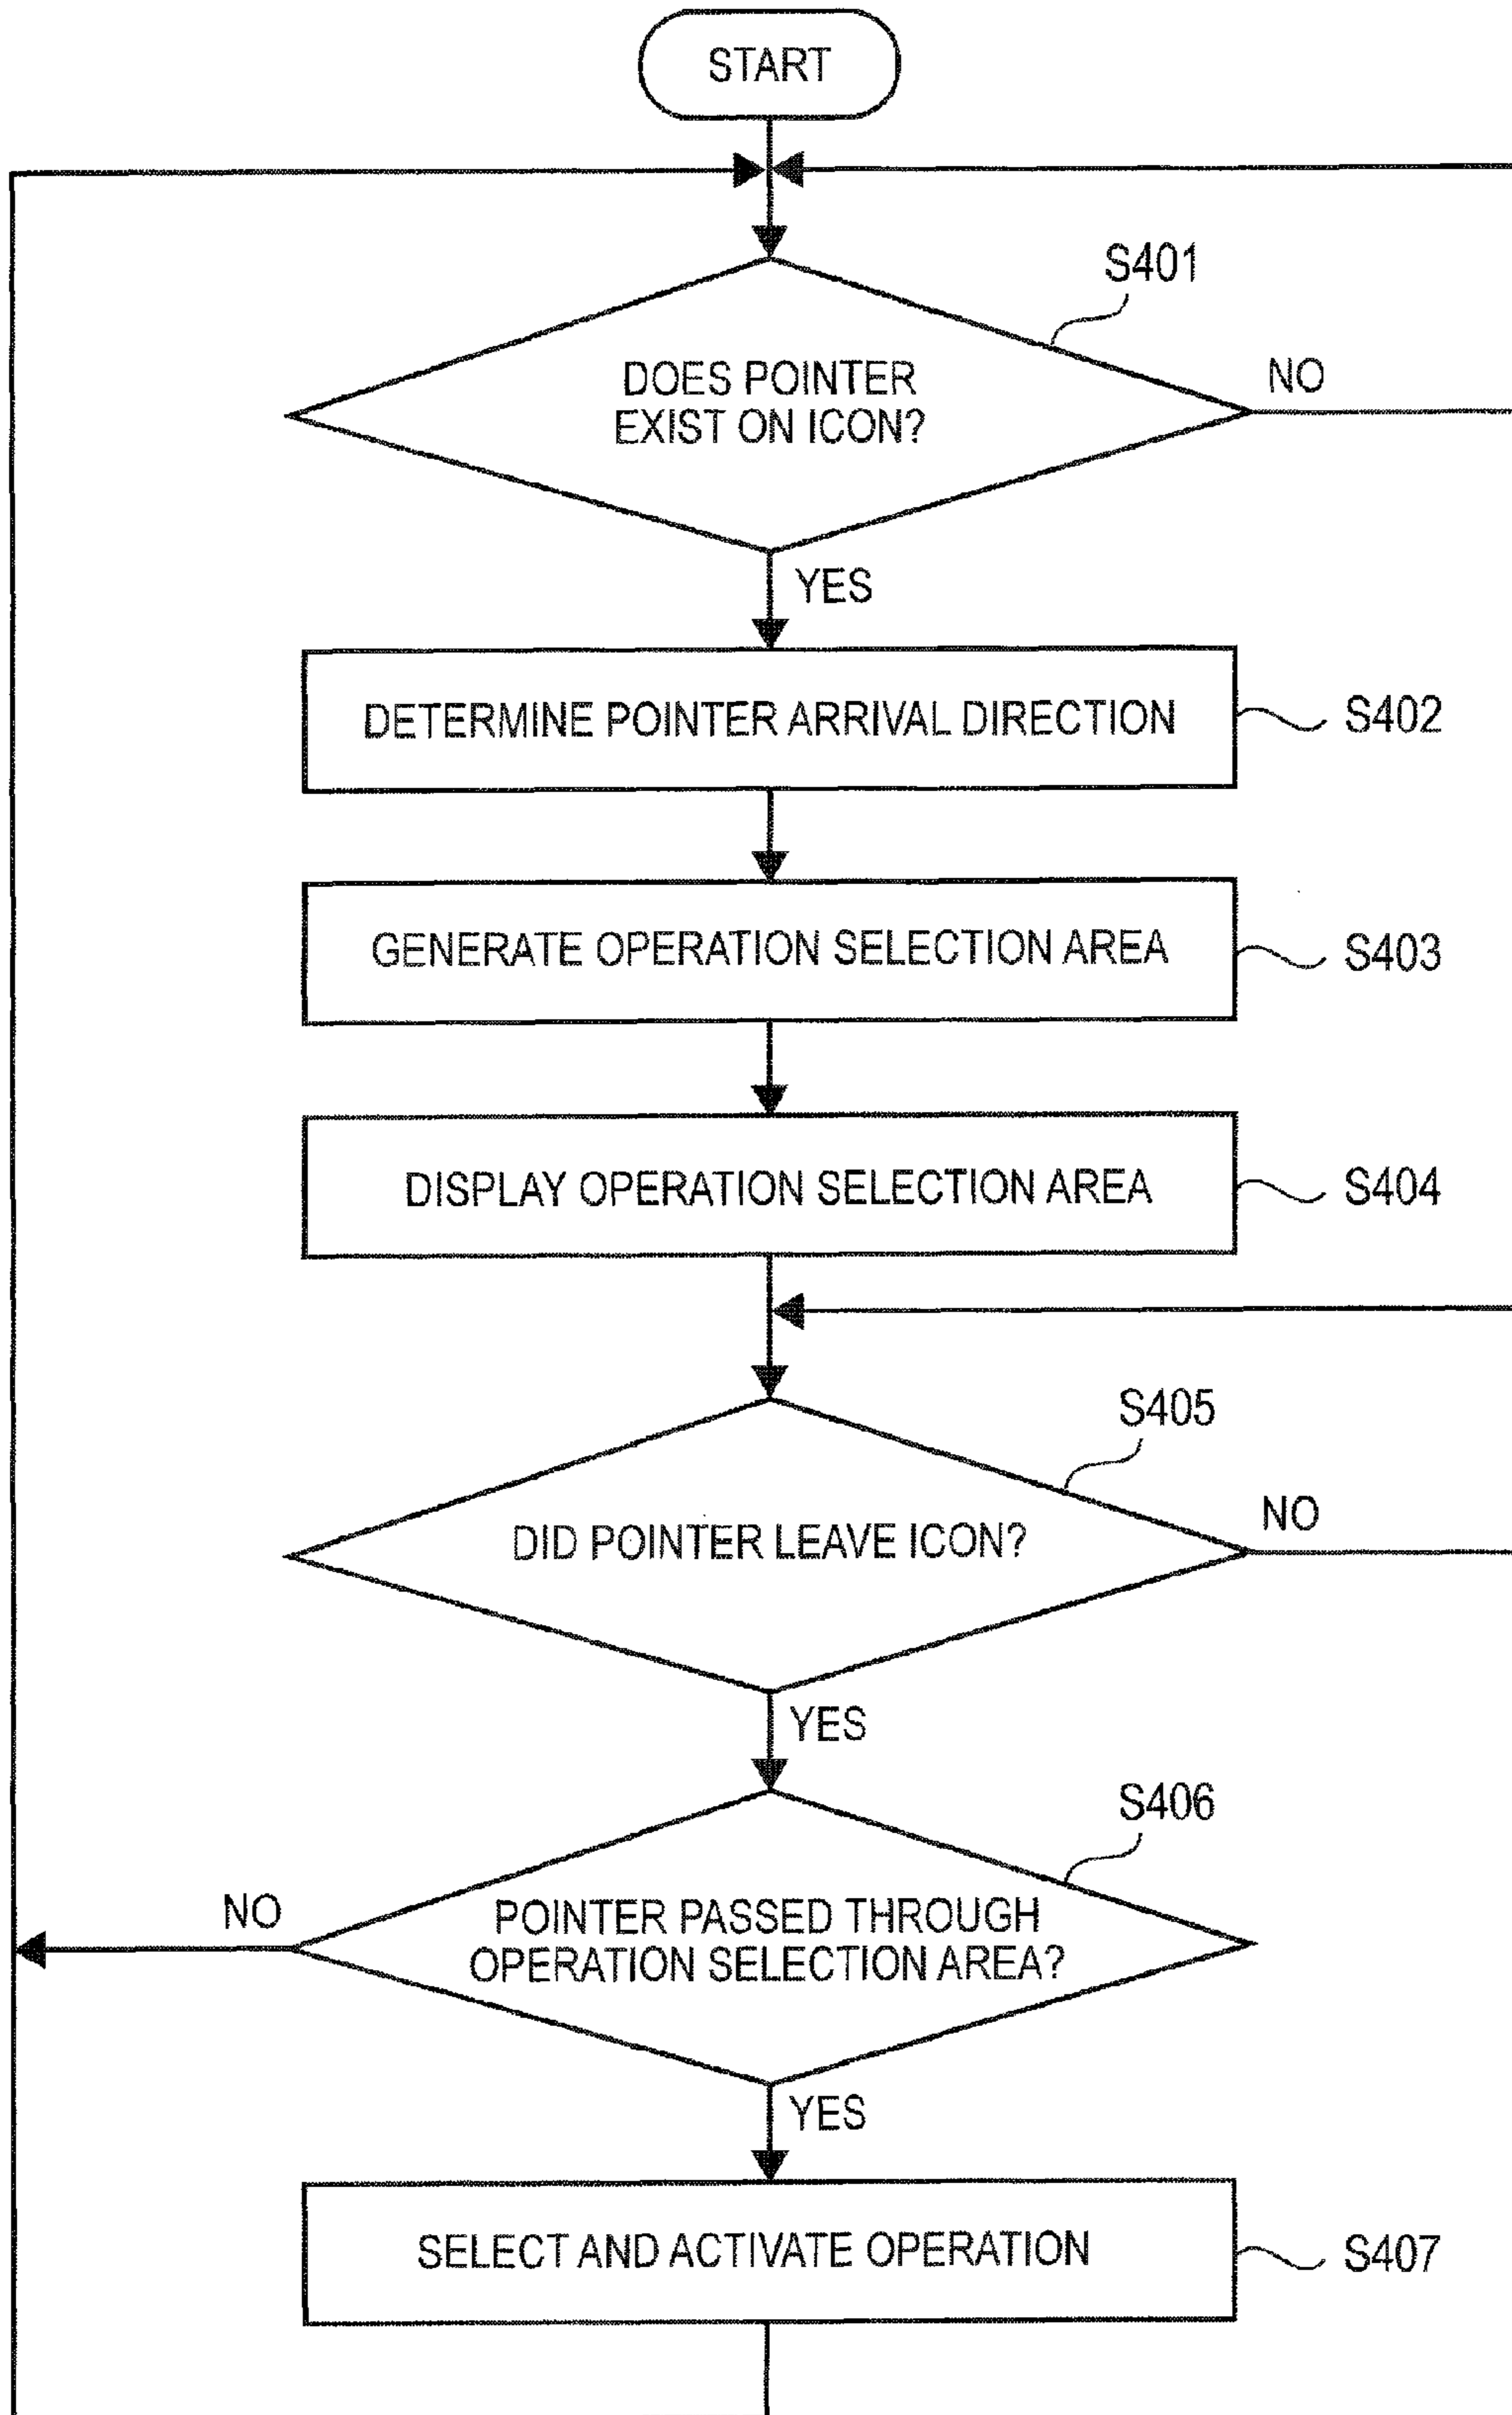 START
S401
DOES POINTER
EXIST ON ICON?
NO
YES
DETERMINE POINTER ARRIVAL DIRECTION
S402
GENERATE OPERATION SELECTION AREA
S403
DISPLAY OPERATION SELECTION AREA
S404
S405
DID POINTER LEAVE ICON?
NO
YES
S406
NO
POINTER PASSED THROUGH
OPERATION SELECTION AREA?
YES
SELECT AND ACTIVATE OPERATION
S407